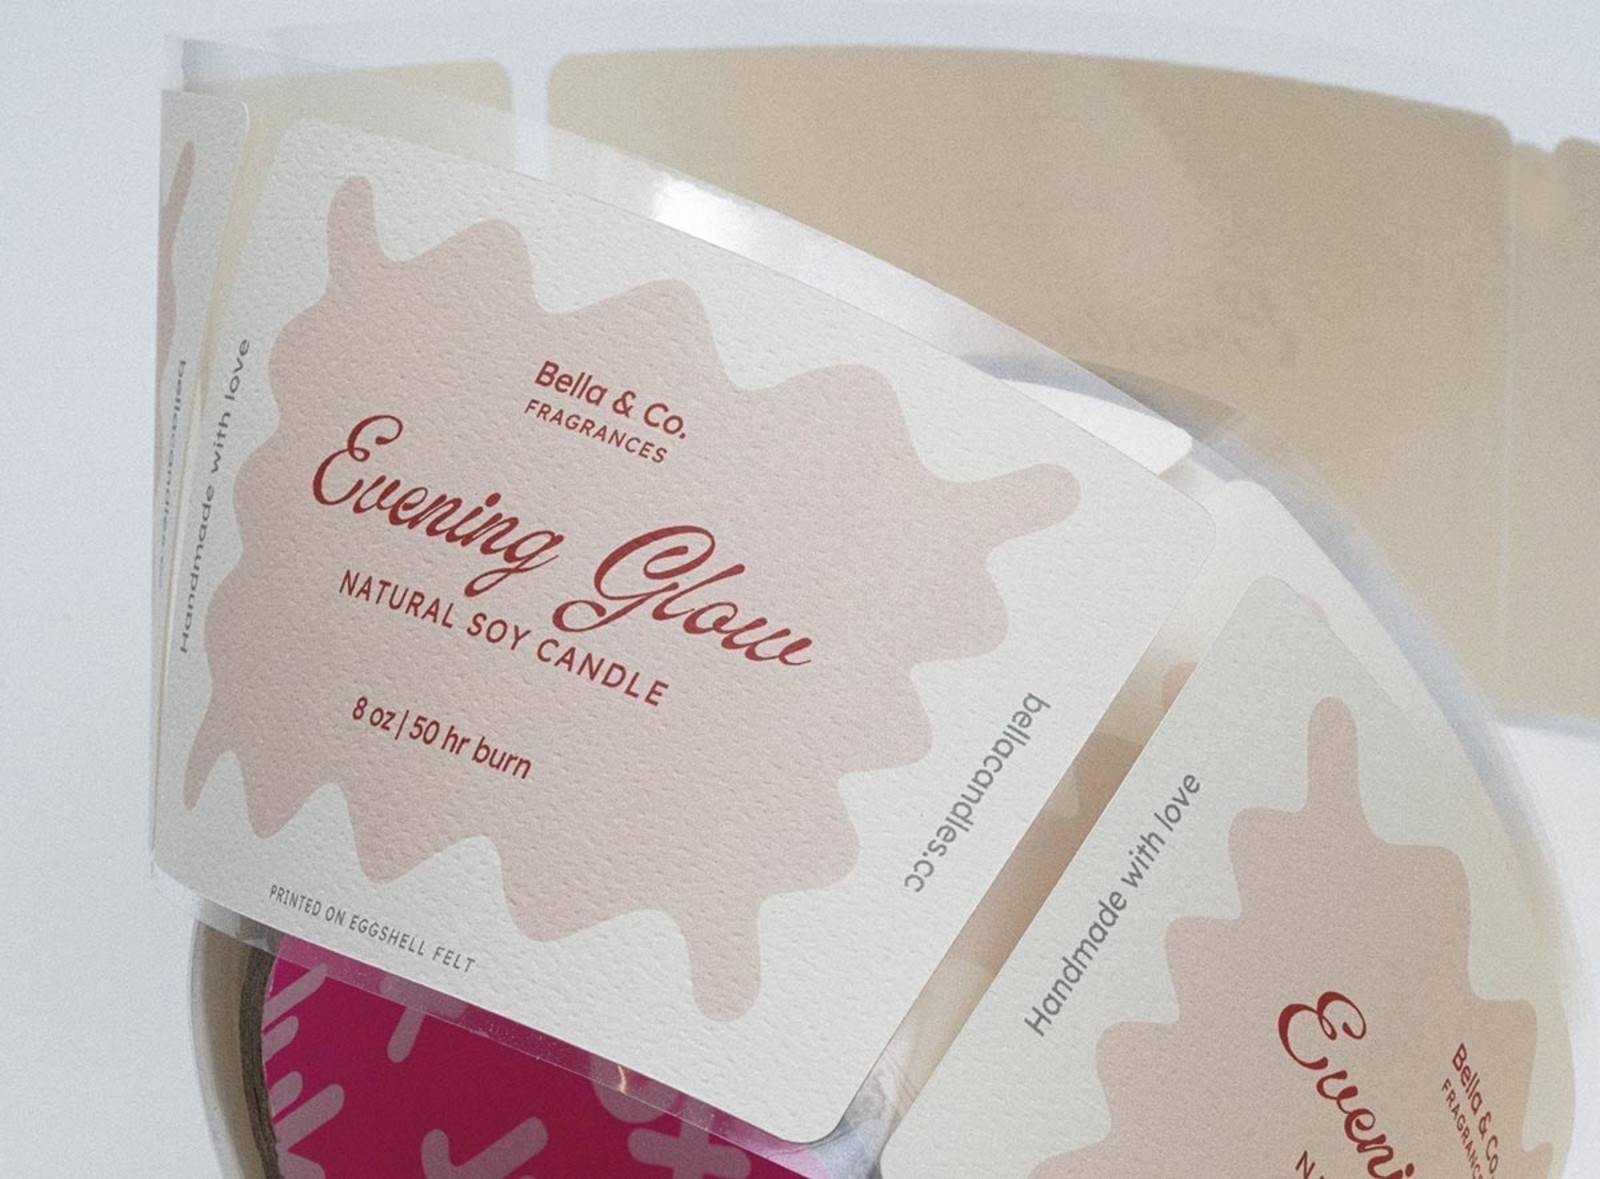 Bella & Co.
FRAGRANCES
Evening Glow
NATURAL SOY CANDLE
8 oz | 50 hr burn
PRINTED ON EGGSHELL FELT
Handmade with love
bellacandles.cc
Handmade with love
Bella & Co.